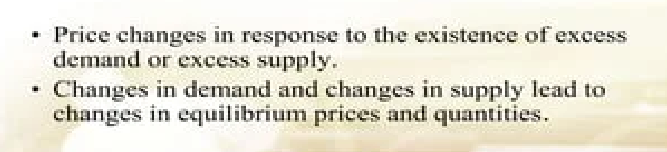 • Price changes in response to the existence of excess
demand or excess supply.
• Changes in demand and changes in supply lead to
changes in equilibrium prices and quantities.